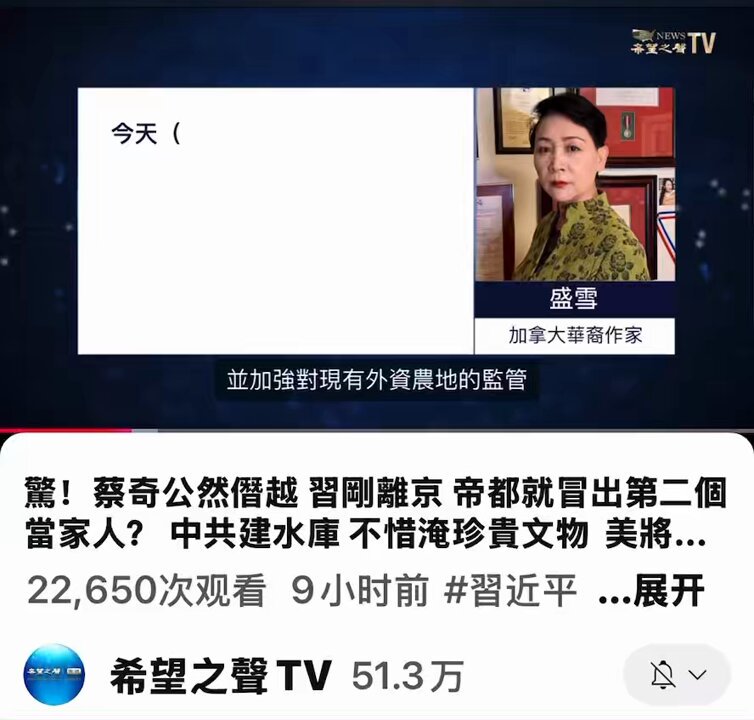 NEWS
希望之聲 TV
今天（
盛雪
加拿大華裔作家
並加強對現有外資農地的監管
驚！蔡奇公然僭越 習剛離京 帝都就冒出第二個
當家人？ 中共建水庫 不惜淹珍貴文物 美將...
22,650次观看 9小时前 #習近平 ...展开
希望之聲TV 51.3万